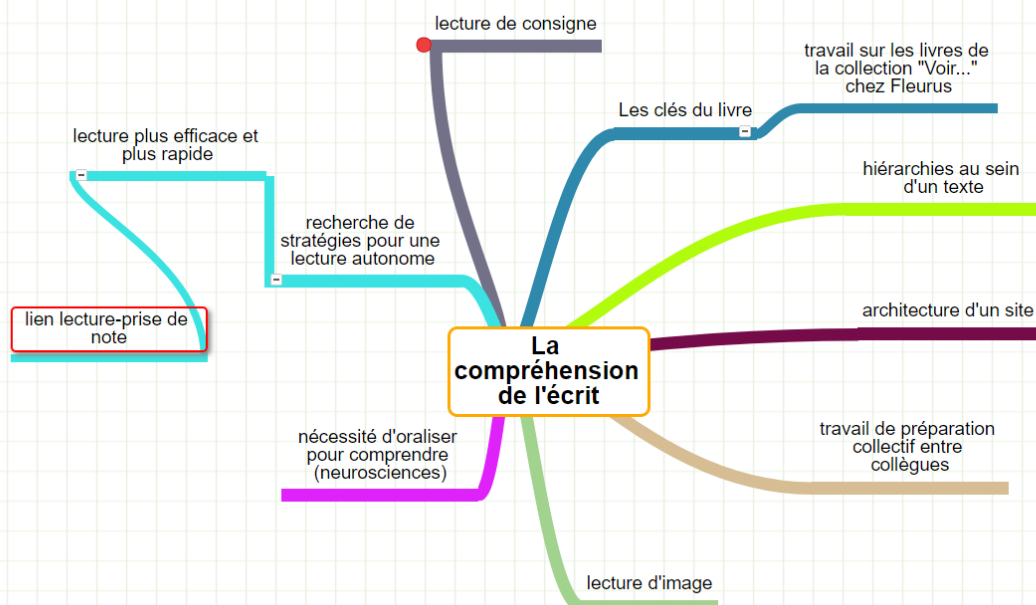 lecture de consigne
travail sur les livres de
la collection "Voir..."
chez Fleurus
Les clés du livre
lecture plus efficace et
plus rapide
hiérarchies au sein
d'un texte
recherche de
stratégies pour une
lecture autonome
lien lecture-prise de
note
architecture d'un site
La
compréhension
de l'écrit
nécessité d'oraliser
pour comprendre
(neurosciences)
travail de préparation
collectif entre
collègues
lecture d'image